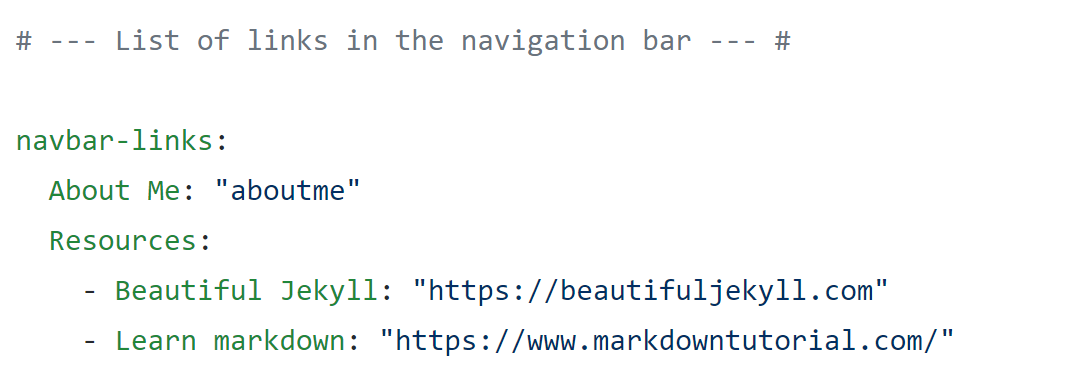 # --- List of links in the navigation bar --- #
navbar-links:
  About Me: "aboutme"
  Resources:
    - Beautiful Jekyll: "https://beautifuljekyll.com"
    - Learn markdown: "https://www.markdowntutorial.com/"